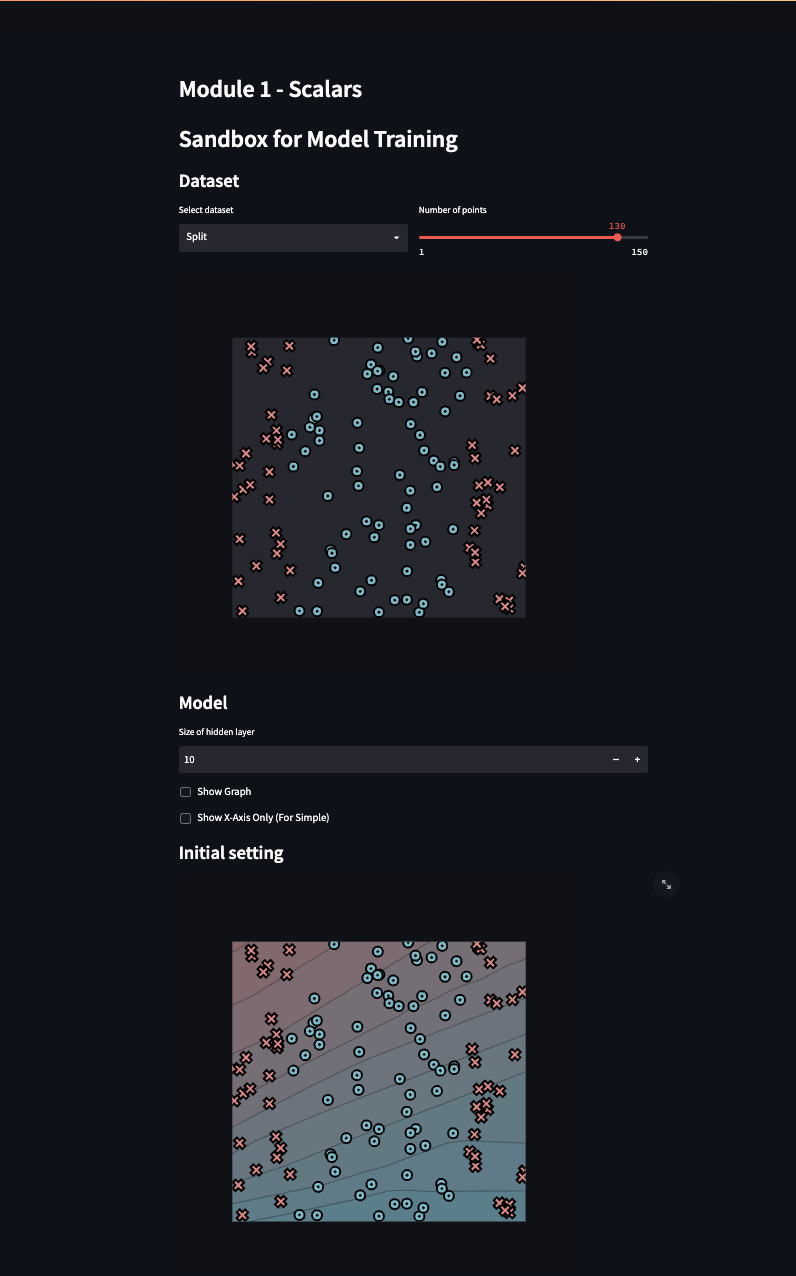 Module 1 - Scalars
Sandbox for Model Training
Dataset
Select dataset
Number of points
Split
130
1
150
Model
Size of hidden layer
10
Show Graph
Show X-Axis Only (For Simple)
Initial setting